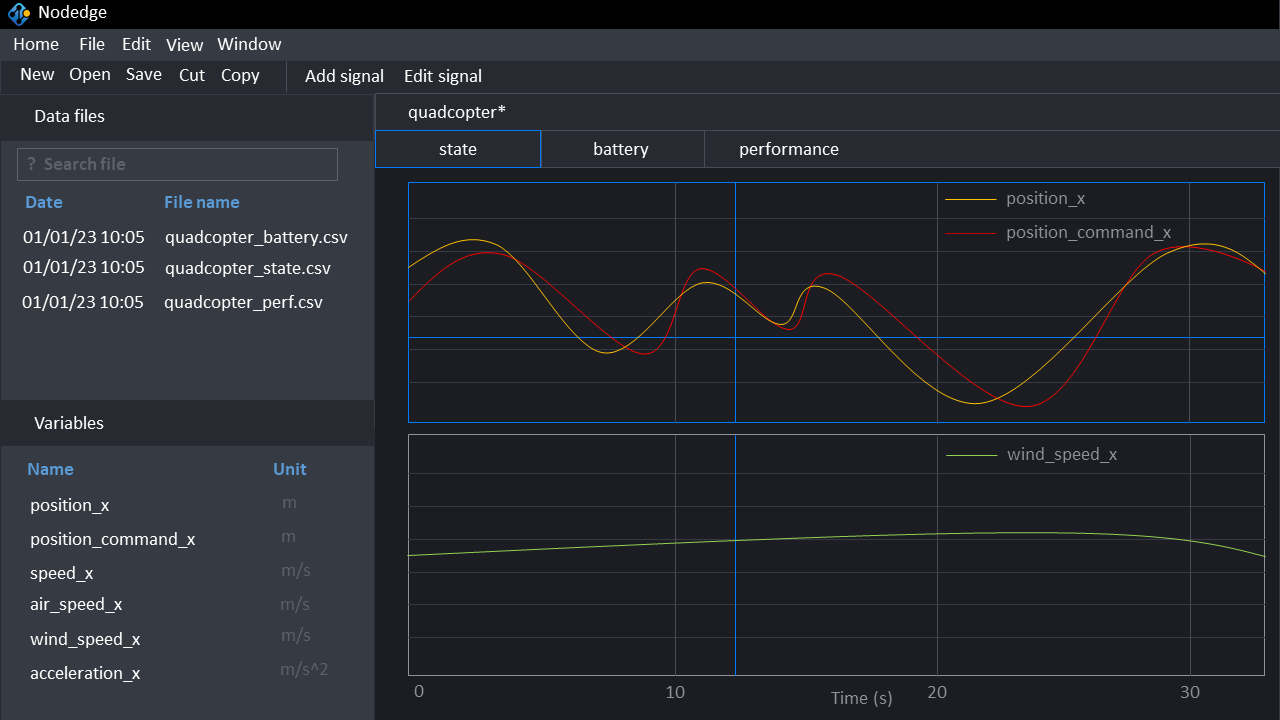 Nodedge
Home File Edit View Window
New Open Save Cut Copy Add signal Edit signal
Data files
? Search file
Date File name
01/01/23 10:05 quadcopter_battery.csv
01/01/23 10:05 quadcopter_state.csv
01/01/23 10:05 quadcopter_perf.csv
Variables
Name Unit
position_x m
position_command_x m
speed_x m/s
air_speed_x m/s
wind_speed_x m/s
acceleration_x m/s^2
quadcopter*
state battery performance
position_x
position_command_x
wind_speed_x
0 10 20 30
Time (s)